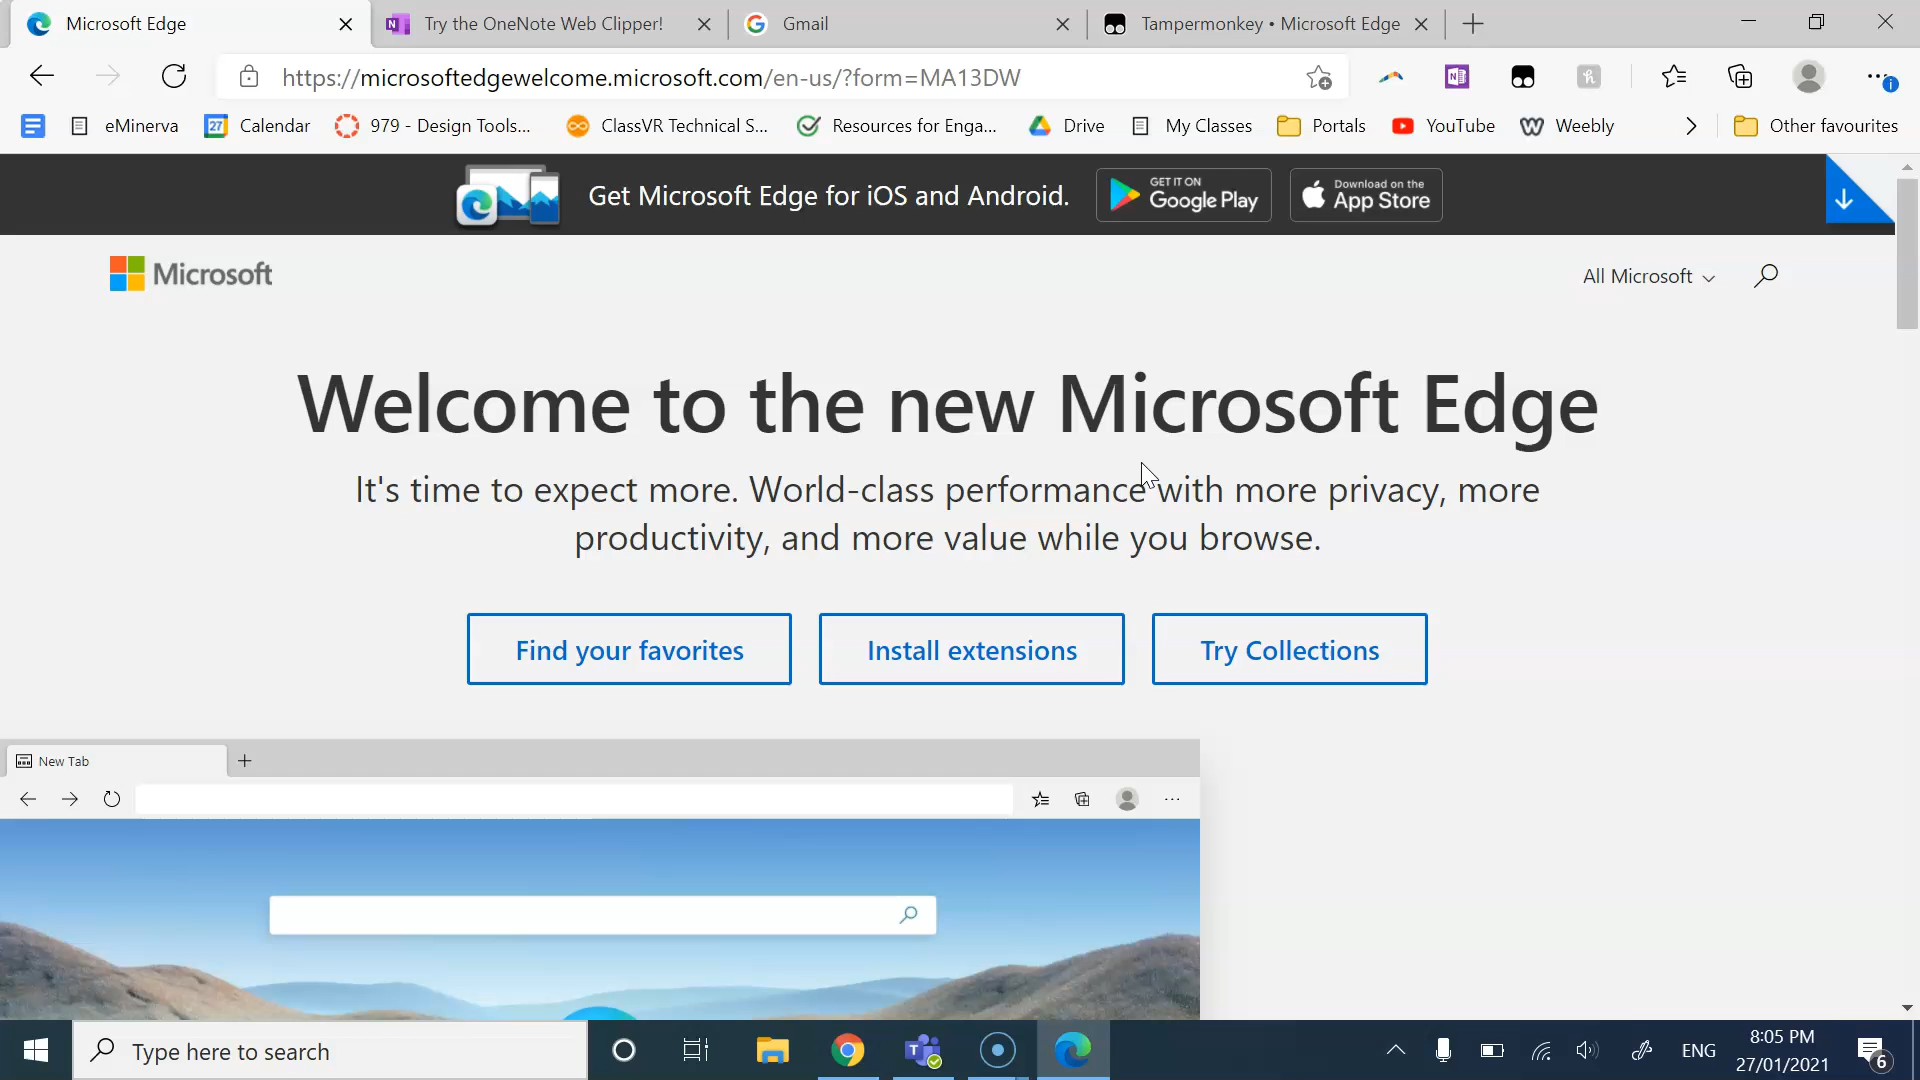 Microsoft Edge
Try the OneNote Web Clipper!
Gmail
Tampermonkey • Microsoft Edge
https://microsoftedgewelcome.microsoft.com/en-us/?form=MA13DW
eMinerva
27 Calendar
979 - Design Tools...
ClassVR Technical S...
Resources for Enga...
Drive
My Classes
Portals
YouTube
Weebly
Other favourites
Get Microsoft Edge for iOS and Android.
GET IT ON
Google Play
Download on the
App Store
Microsoft
All Microsoft
Welcome to the new Microsoft Edge
It's time to expect more. World-class performance with more privacy, more
productivity, and more value while you browse.
Find your favorites
Install extensions
Try Collections
New Tab
Type here to search
ENG
8:05 PM
27/01/2021
6